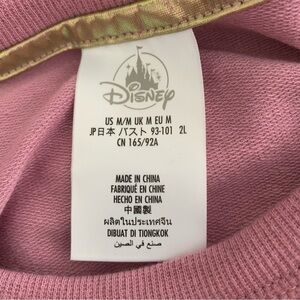 Disney
US M/M UK M EU M
JP日本 バスト 93-101 2L
CN 165/92A
MADE IN CHINA
FABRIQUÉ EN CHINE
HECHO EN CHINA
中國製
ผลิตในประเทศจีน
DIBUAT DI TIONGKOK
صنع في الصين